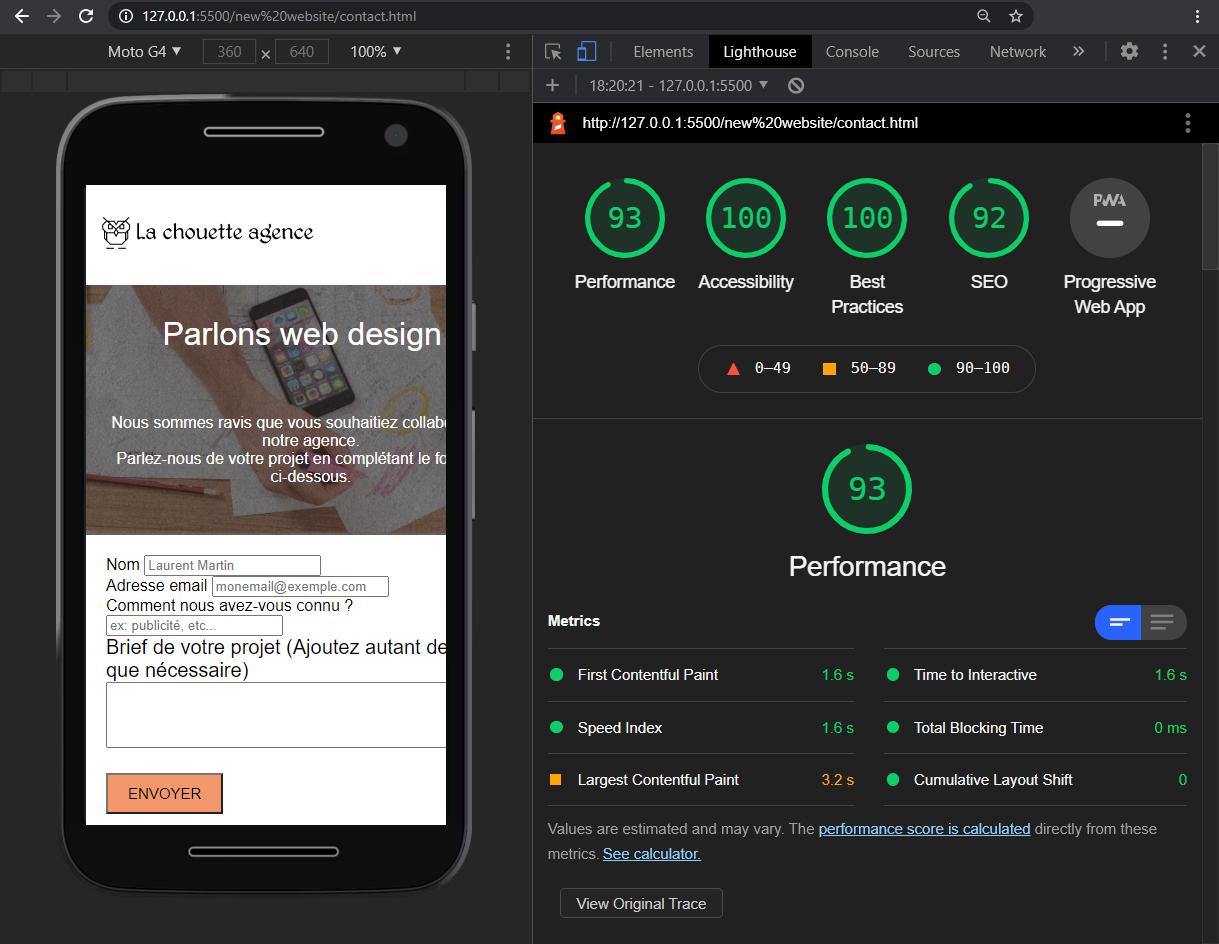 127.0.0.1:5500/new%20website/contact.html
Moto G4 ▼ 360 × 640 100% ▼
Elements Lighthouse Console Sources Network »
18:20:21 - 127.0.0.1:5500 ▼
http://127.0.0.1:5500/new%20website/contact.html
La chouette agence
Parlons web design
Nous sommes ravis que vous souhaitiez collab
notre agence.
Parlez-nous de votre projet en complétant le fo
ci-dessous.
Nom Laurent Martin
Adresse email monemail@exemple.com
Comment nous avez-vous connu ?
ex: publicité, etc...
Brief de votre projet (Ajoutez autant de
que nécessaire)
ENVOYER
93 100 100 92 PWA
Performance Accessibility Best Practices SEO Progressive Web App
0–49 50–89 90–100
93
Performance
Metrics
First Contentful Paint 1.6 s Time to Interactive 1.6 s
Speed Index 1.6 s Total Blocking Time 0 ms
Largest Contentful Paint 3.2 s Cumulative Layout Shift 0
Values are estimated and may vary. The performance score is calculated directly from these
metrics. See calculator.
View Original Trace